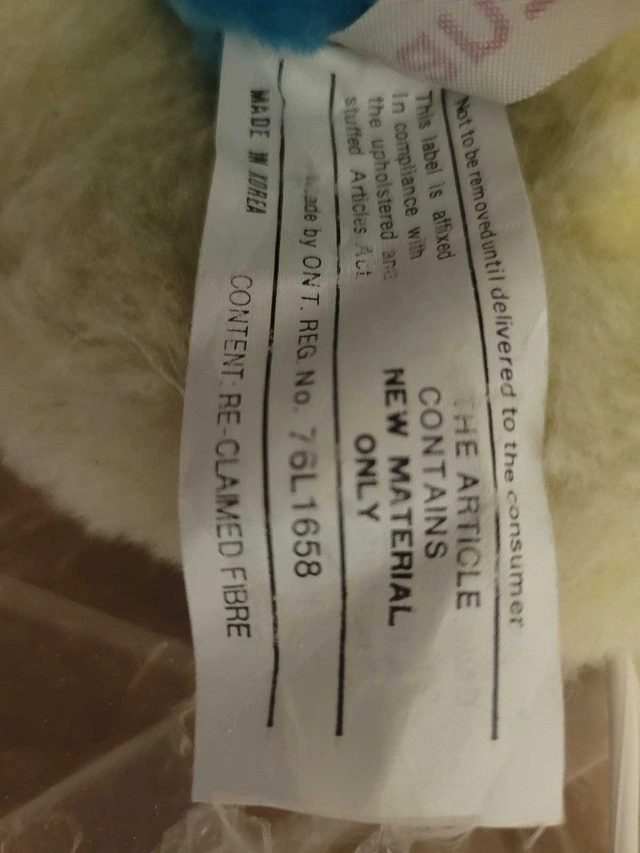 Not to be removed until delivered to the consumer
This label is affixed
In compliance with
the upholstered and
stuffed Articles Act
THE ARTICLE
CONTAINS
NEW MATERIAL
ONLY
Made by ONT. REG. No. 76L1658
MADE IN KOREA
CONTENT: RE-CLAIMED FIBRE